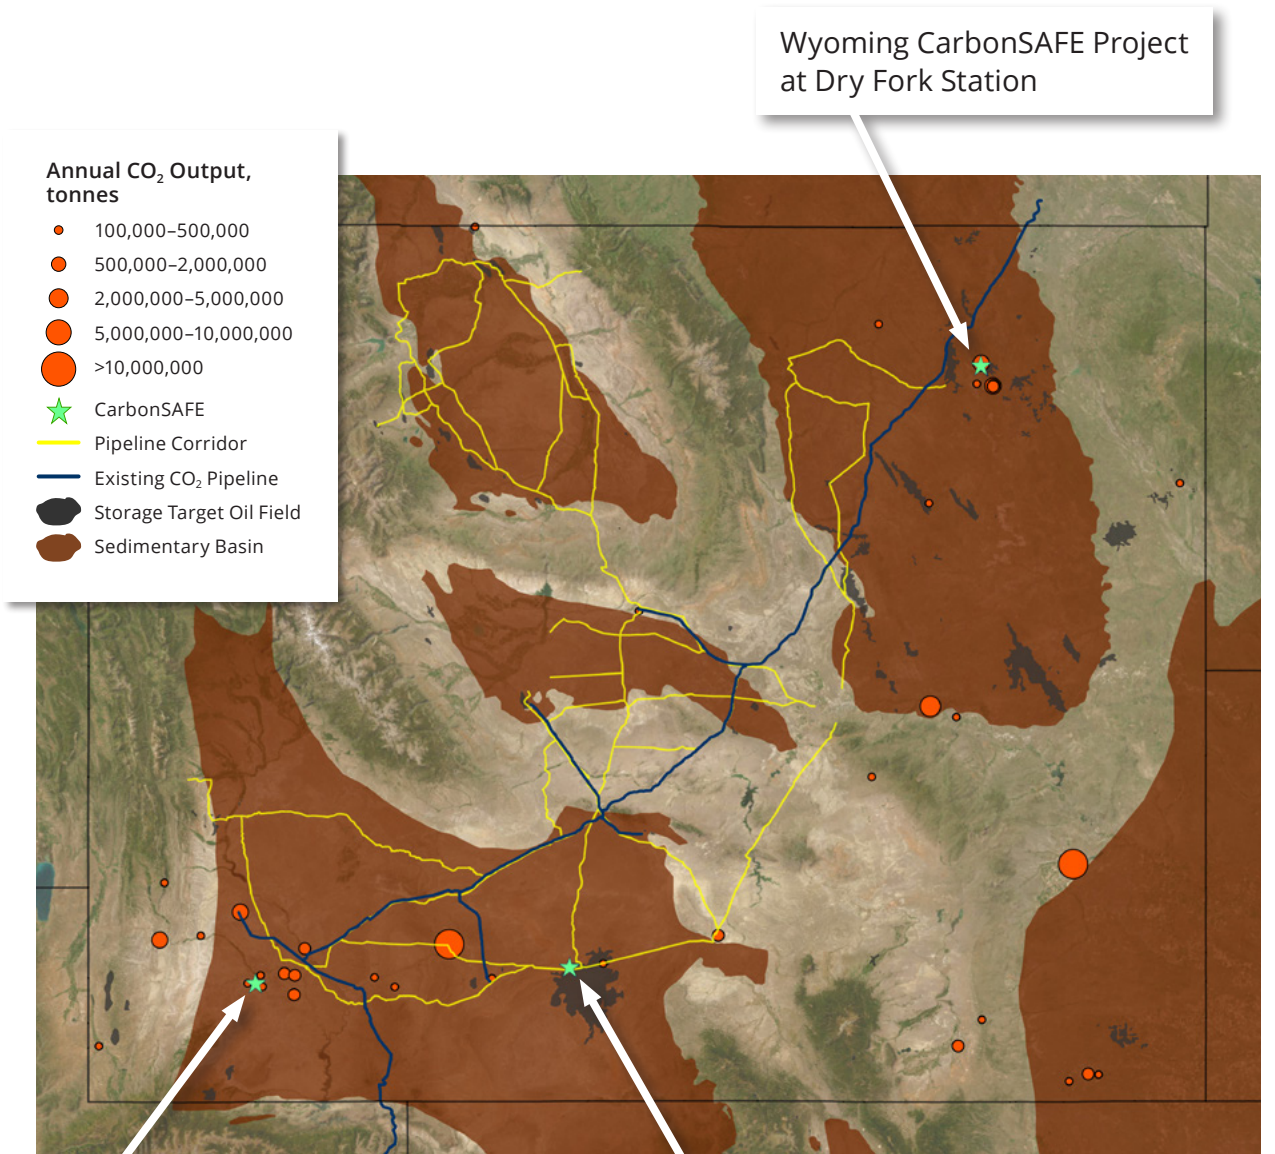 Wyoming CarbonSAFE Project
at Dry Fork Station
Annual CO₂ Output,
tonnes
100,000–500,000
500,000–2,000,000
2,000,000–5,000,000
5,000,000–10,000,000
>10,000,000
CarbonSAFE
Pipeline Corridor
Existing CO₂ Pipeline
Storage Target Oil Field
Sedimentary Basin